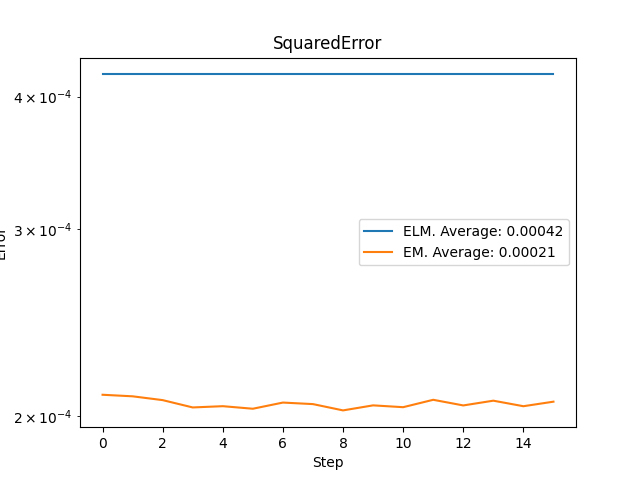 SquaredError
4 × 10⁻⁴
3 × 10⁻⁴
2 × 10⁻⁴
Error
ELM. Average: 0.00042
EM. Average: 0.00021
0 2 4 6 8 10 12 14
Step